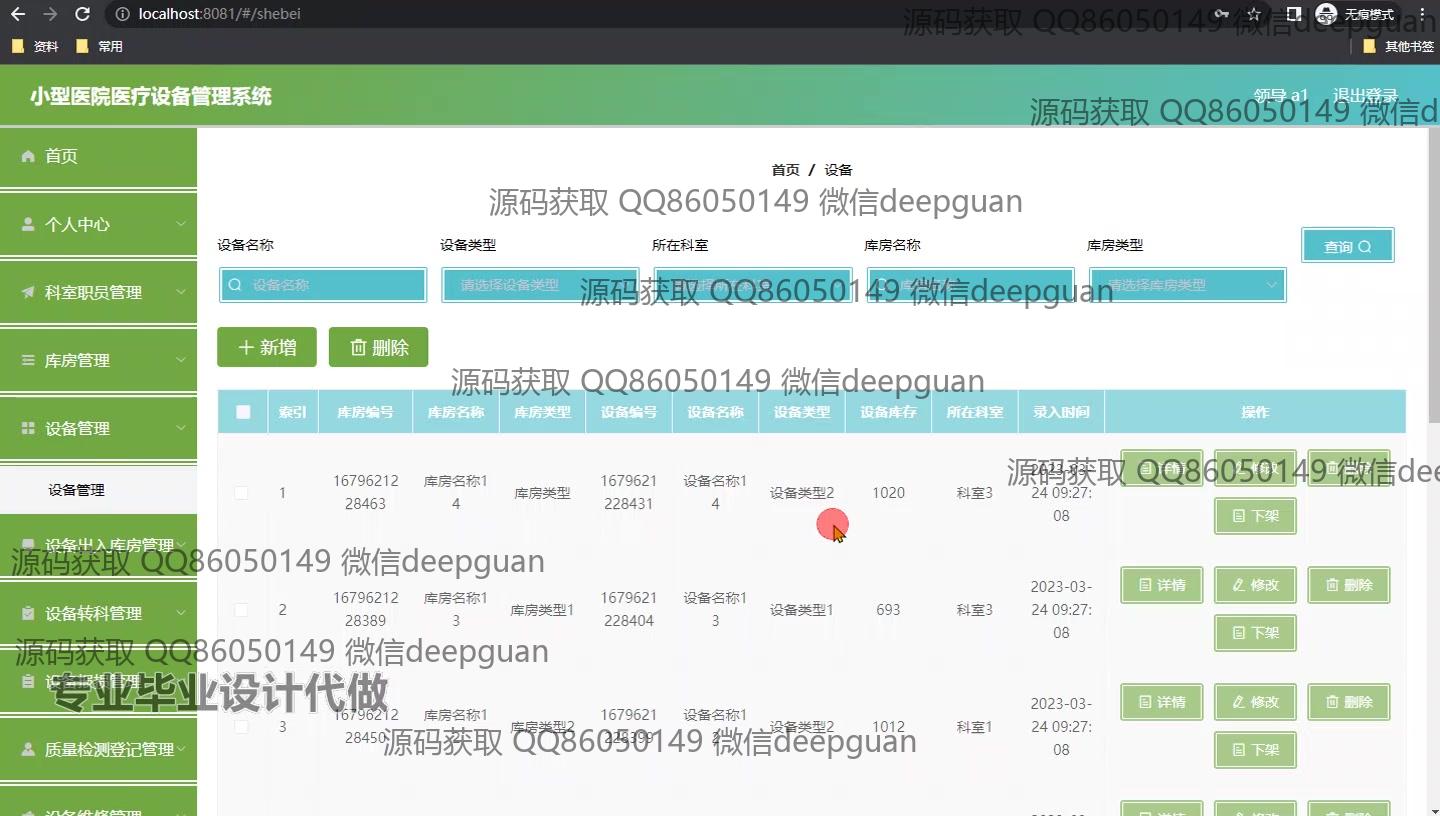 localhost:8081/#/shebei
无痕模式
资料 常用 其他书签
源码获取 QQ86050149 微信deepguan
小型医院医疗设备管理系统
领导 a1 退出登录
源码获取 QQ86050149 微信d
首页
个人中心
科室职员管理
库房管理
设备管理
设备管理
设备出入库房管理
设备转科管理
质量检测登记管理
设备维修管理
首页 / 设备
源码获取 QQ86050149 微信deepguan
设备名称 设备类型 所在科室 库房名称 库房类型
设备名称 请选择设备类型 请选择库房类型
查询
源码获取 QQ86050149 微信deepguan
新增 删除
源码获取 QQ86050149 微信deepguan
索引 库房编号 库房名称 库房类型 设备编号 设备名称 设备类型 设备库存 所在科室 录入时间 操作
1 1679621228463 库房名称14 库房类型 1679621228431 设备名称14 设备类型2 1020 科室3 2023-03-24 09:27:08 详情 修改 下架
源码获取 QQ86050149 微信dee
源码获取 QQ86050149 微信deepguan
2 1679621228389 库房名称13 库房类型1 1679621228404 设备名称13 设备类型1 693 科室3 2023-03-24 09:27:08 详情 修改 删除 下架
源码获取 QQ86050149 微信deepguan
专业毕业设计代做
3 1679621228450 库房名称1 库房类型2 1679621228399 设备名称1 设备类型2 1012 科室1 2023-03-24 09:27:08 详情 修改 删除 下架
源码获取 QQ86050149 微信deepguan
详情 修改 删除